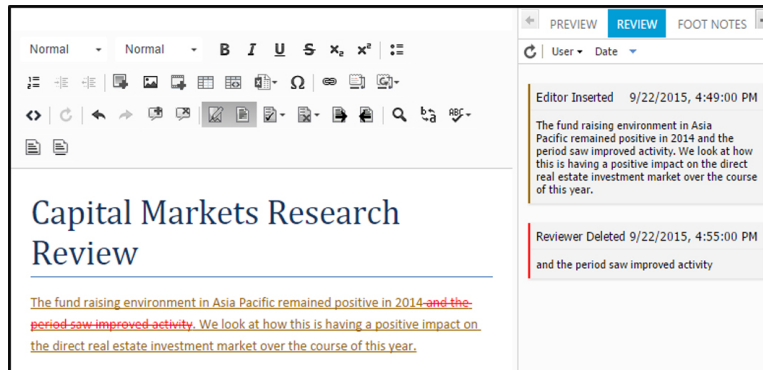 PREVIEW REVIEW FOOT NOTES
Normal Normal B I U S x₂ x² 
User Date
ABC
Editor Inserted 9/22/2015, 4:49:00 PM
The fund raising environment in Asia
Pacific remained positive in 2014 and the
period saw improved activity. We look at how
this is having a positive impact on the direct
real estate investment market over the course
of this year.
Reviewer Deleted 9/22/2015, 4:55:00 PM
and the period saw improved activity
Capital Markets Research
Review
The fund raising environment in Asia Pacific remained positive in 2014 and the
period saw improved activity. We look at how this is having a positive impact on
the direct real estate investment market over the course of this year.